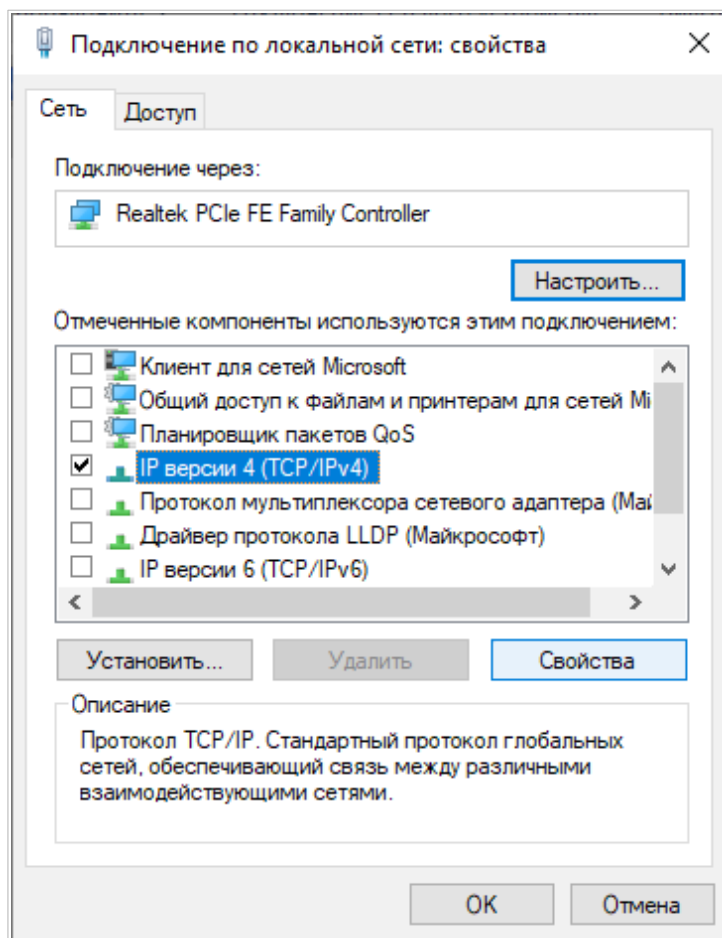 Подключение по локальной сети: свойства
Сеть
Доступ
Подключение через:
Realtek PCIe FE Family Controller
Настроить...
Отмеченные компоненты используются этим подключением:
Клиент для сетей Microsoft
Общий доступ к файлам и принтерам для сетей Mi
Планировщик пакетов QoS
IP версии 4 (TCP/IPv4)
Протокол мультиплексора сетевого адаптера (Май
Драйвер протокола LLDP (Майкрософт)
IP версии 6 (TCP/IPv6)
Установить...
Удалить
Свойства
Описание
Протокол TCP/IP. Стандартный протокол глобальных
сетей, обеспечивающий связь между различными
взаимодействующими сетями.
OK
Отмена